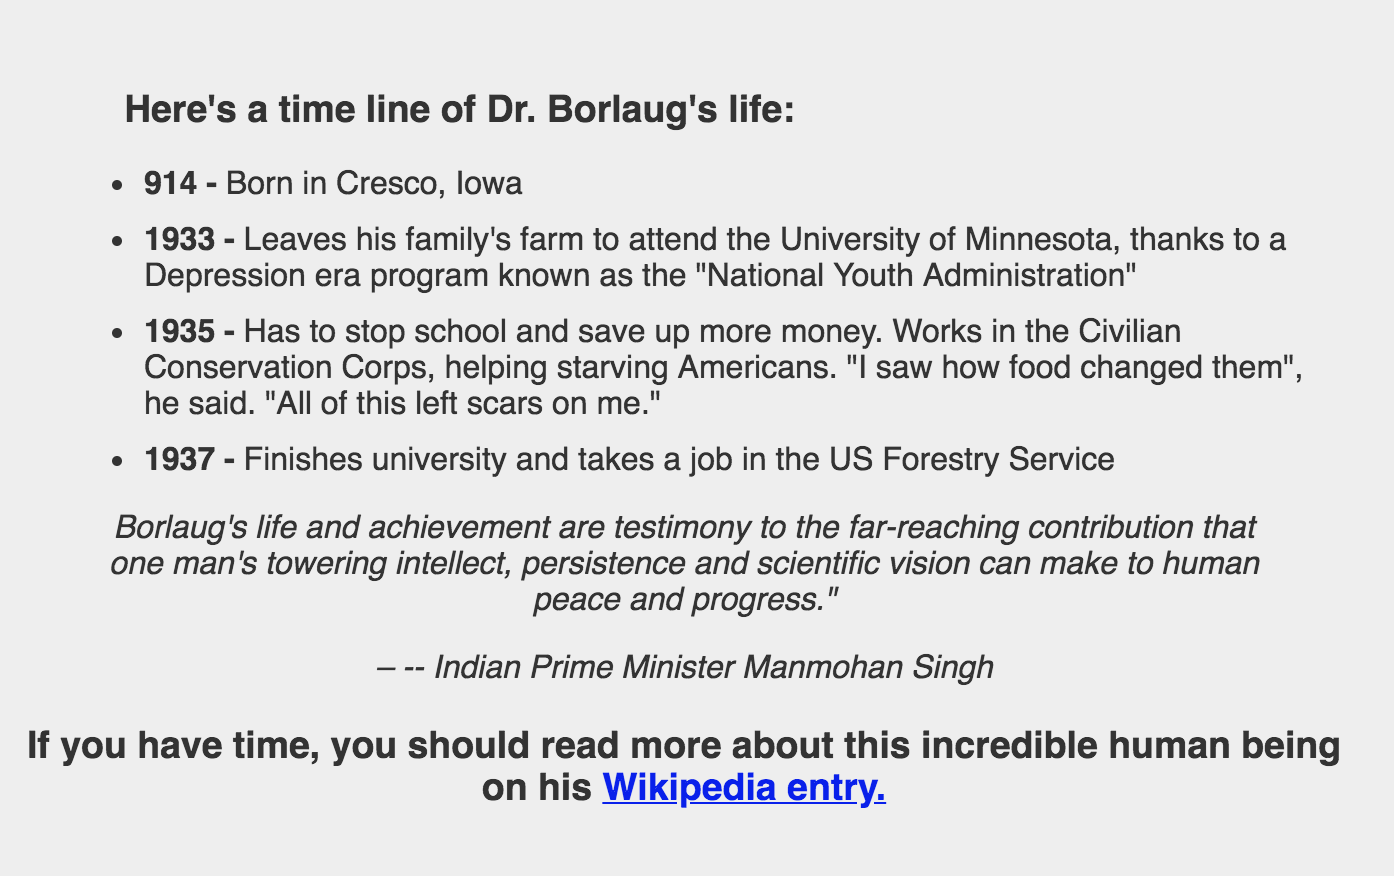 Here's a time line of Dr. Borlaug's life:
• 914 - Born in Cresco, Iowa
• 1933 - Leaves his family's farm to attend the University of Minnesota, thanks to a
Depression era program known as the "National Youth Administration"
• 1935 - Has to stop school and save up more money. Works in the Civilian
Conservation Corps, helping starving Americans. "I saw how food changed them",
he said. "All of this left scars on me."
• 1937 - Finishes university and takes a job in the US Forestry Service
Borlaug's life and achievement are testimony to the far-reaching contribution that
one man's towering intellect, persistence and scientific vision can make to human
peace and progress."
– -- Indian Prime Minister Manmohan Singh
If you have time, you should read more about this incredible human being
on his Wikipedia entry.